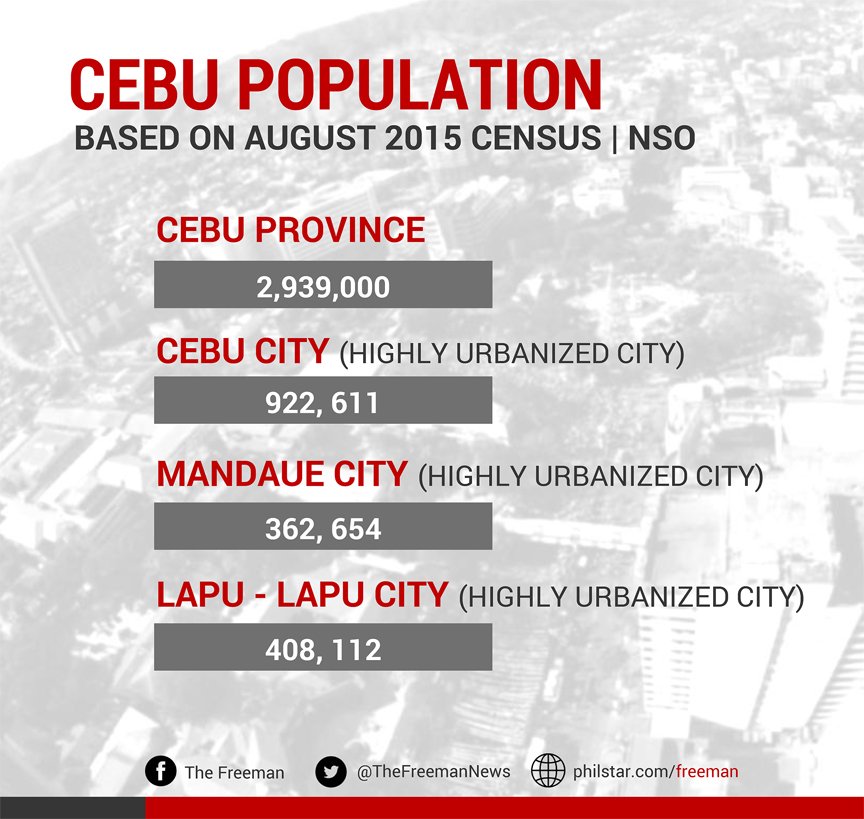 CEBU POPULATION
BASED ON AUGUST 2015 CENSUS | NSO
CEBU PROVINCE
2,939,000
CEBU CITY (HIGHLY URBANIZED CITY)
922, 611
MANDAUE CITY (HIGHLY URBANIZED CITY)
362, 654
LAPU - LAPU CITY (HIGHLY URBANIZED CITY)
408, 112
The Freeman @TheFreemanNews philstar.com/freeman